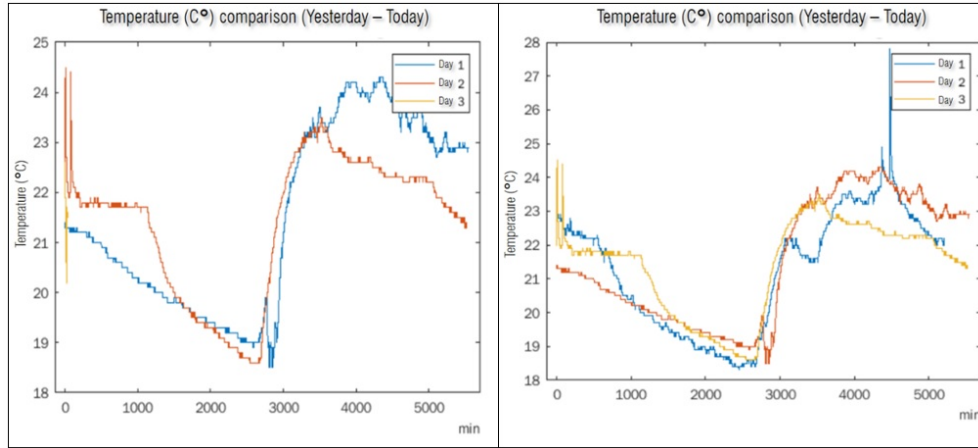 Temperature (C°) comparison (Yesterday – Today)
Temperature (°C)
25
24
23
22
21
20
19
18
0
1000
2000
3000
4000
5000
min
Day 1
Day 2
Day 3
Temperature (C°) comparison (Yesterday – Today)
Temperature (°C)
28
27
26
25
24
23
22
21
20
19
18
0
1000
2000
3000
4000
5000
min
Day 1
Day 2
Day 3